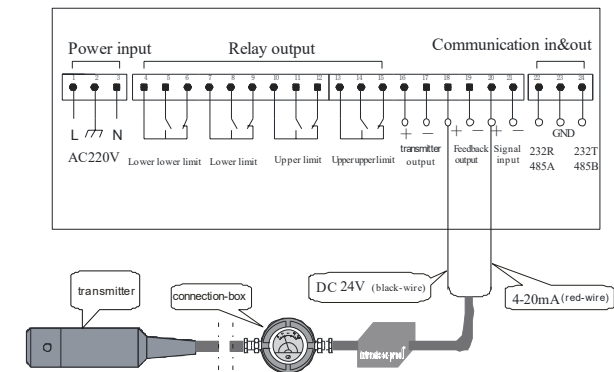 Power input Relay output Communication in&out
1 2 3 4 5 6 7 8 9 10 11 12 13 14 15 16 17 18 19 20 21 22 23 24
L N + − + − + − GND
AC220V Lower lower limit Lower limit Upper limit Upper upper limit transmitter output Feedback output Signal input 232R 485A 232T 485B
DC 24V (black-wire)
4-20mA (red-wire)
transmitter
connection-box